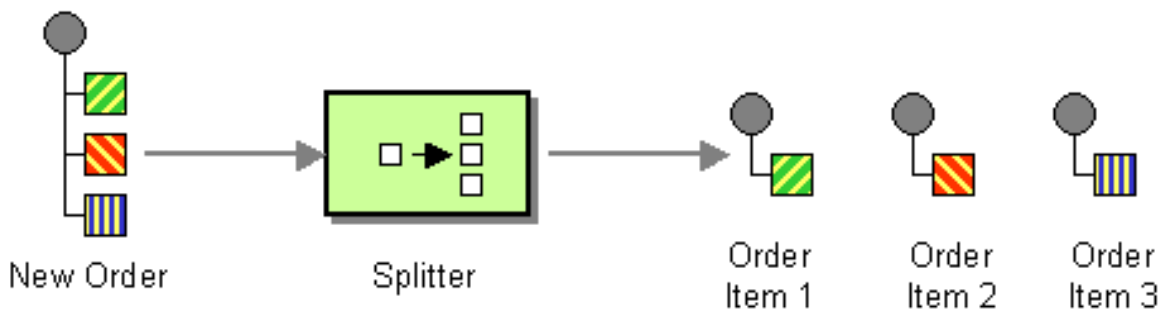 New Order
Splitter
Order
Item 1
Order
Item 2
Order
Item 3